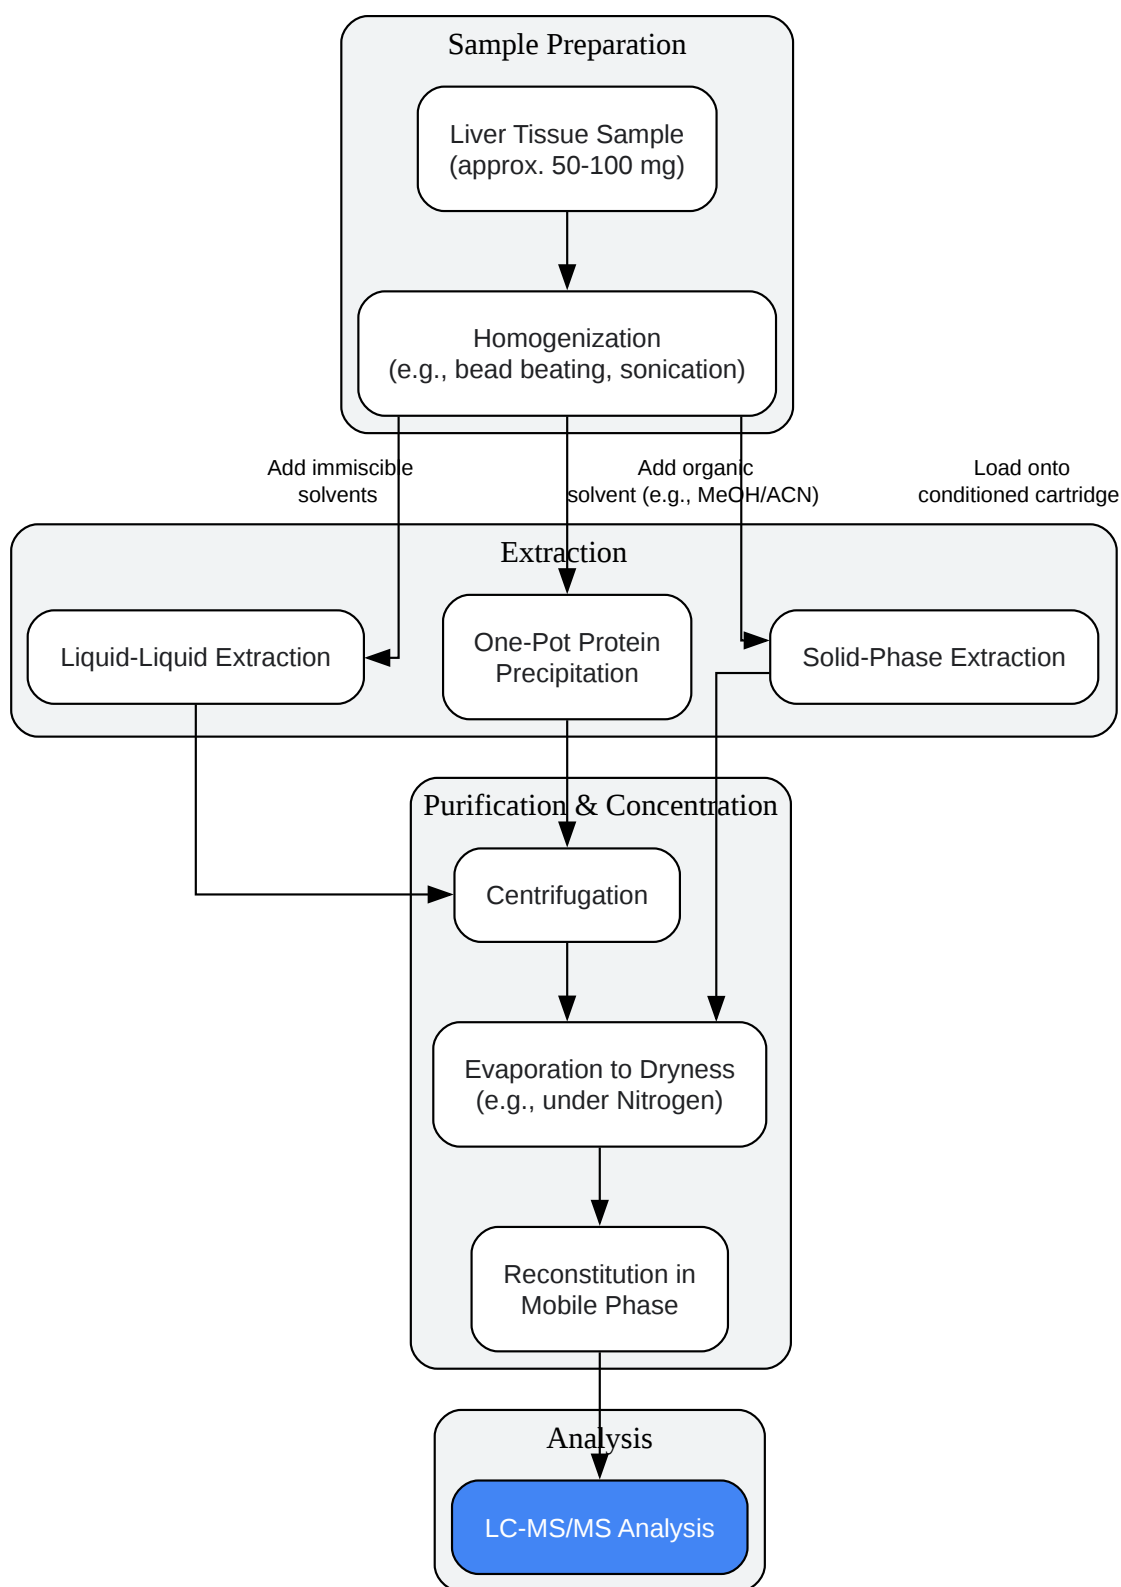 Sample Preparation
Liver Tissue Sample
(approx. 50-100 mg)
Homogenization
(e.g., bead beating, sonication)
Add immiscible
solvents
Add organic
solvent (e.g., MeOH/ACN)
Load onto
conditioned cartridge
Extraction
Liquid-Liquid Extraction
One-Pot Protein
Precipitation
Solid-Phase Extraction
Purification & Concentration
Centrifugation
Evaporation to Dryness
(e.g., under Nitrogen)
Reconstitution in
Mobile Phase
Analysis
LC-MS/MS Analysis